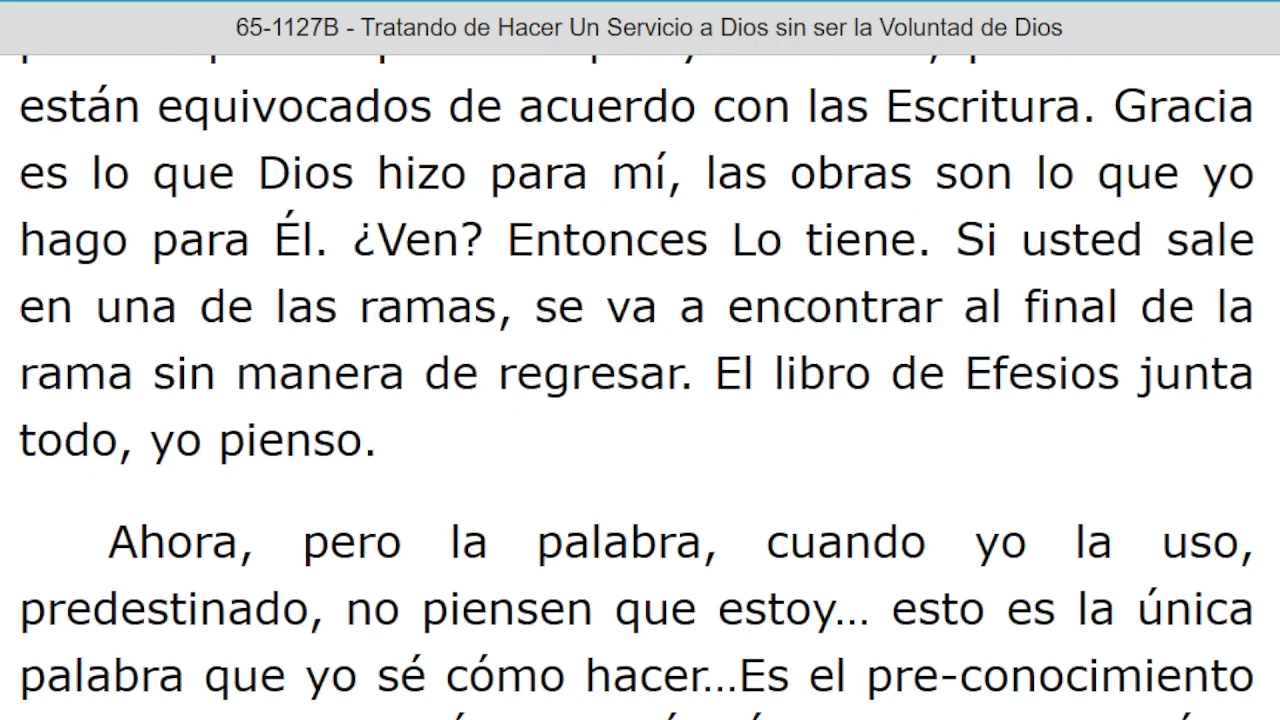 65-1127B - Tratando de Hacer Un Servicio a Dios sin ser la Voluntad de Dios
están equivocados de acuerdo con las Escritura. Gracia
es lo que Dios hizo para mí, las obras son lo que yo
hago para Él. ¿Ven? Entonces Lo tiene. Si usted sale
en una de las ramas, se va a encontrar al final de la
rama sin manera de regresar. El libro de Efesios junta
todo, yo pienso.
Ahora, pero la palabra, cuando yo la uso,
predestinado, no piensen que estoy... esto es la única
palabra que yo sé cómo hacer...Es el pre-conocimiento